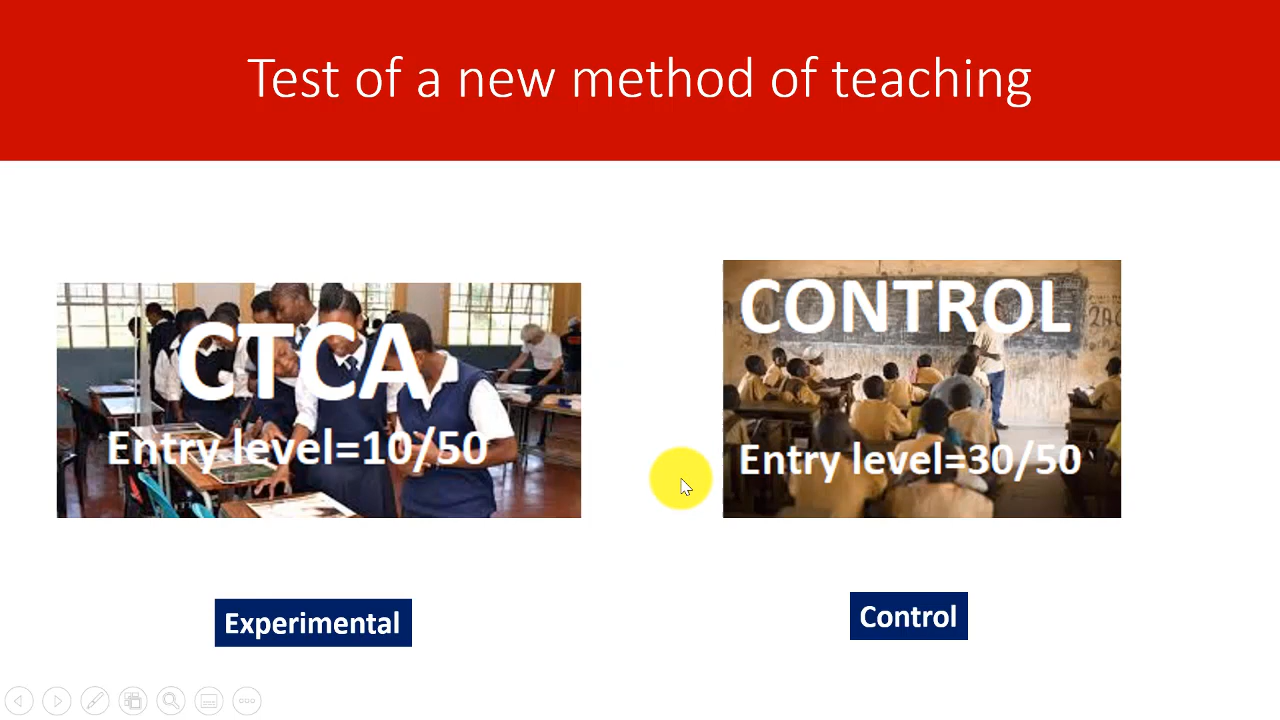 Test of a new method of teaching
CTCA
Entry level=10/50
CONTROL
Entry level=30/50
Experimental
Control